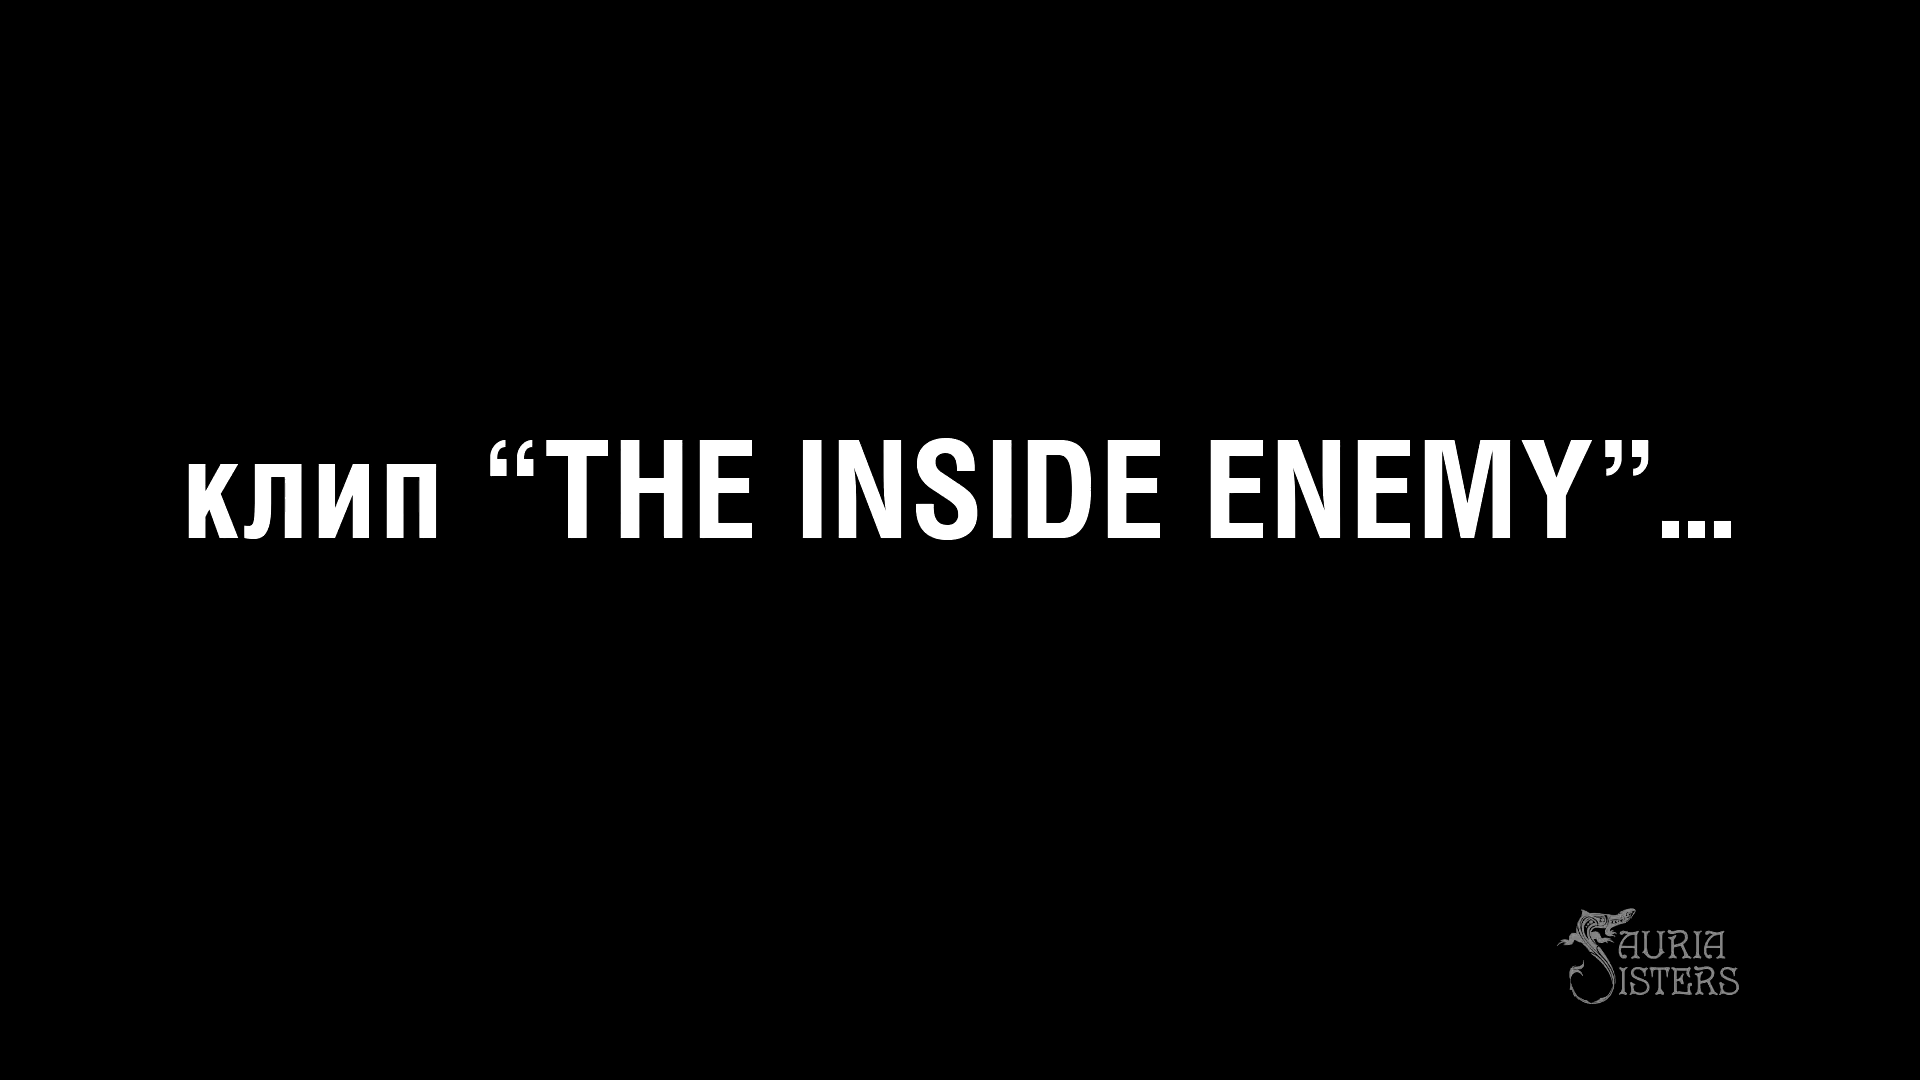 клип “THE INSIDE ENEMY”...
SAURIA
SISTERS